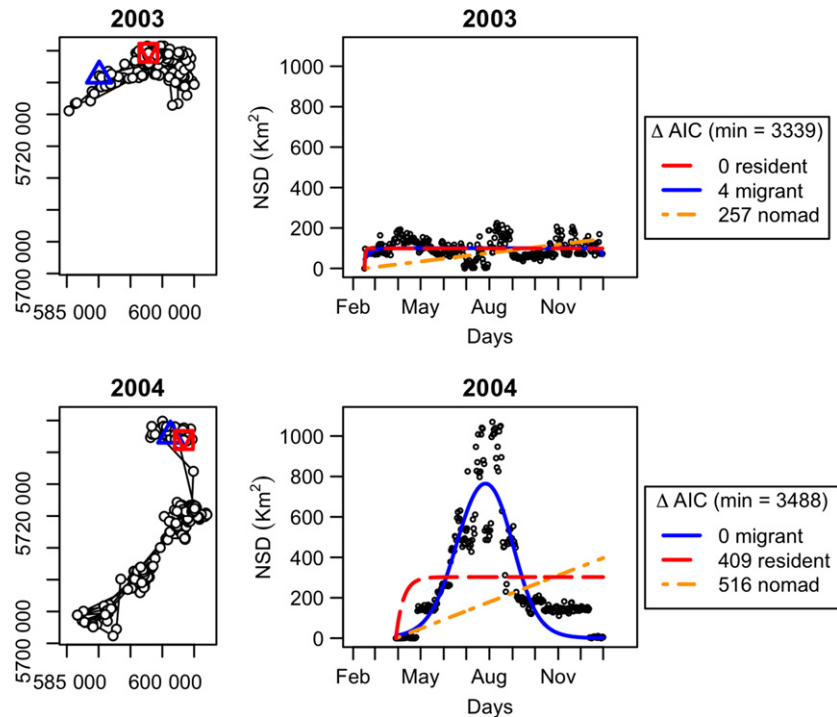 2003
5720 000
5700 000
585 000
600 000
2003
NSD (Km²)
1000
800
600
400
200
0
Feb
May
Aug
Nov
Days
Δ AIC (min = 3339)
0 resident
4 migrant
257 nomad
2004
5720 000
5700 000
585 000
600 000
2004
NSD (Km²)
1000
800
600
400
200
0
Feb
May
Aug
Nov
Days
Δ AIC (min = 3488)
0 migrant
409 resident
516 nomad